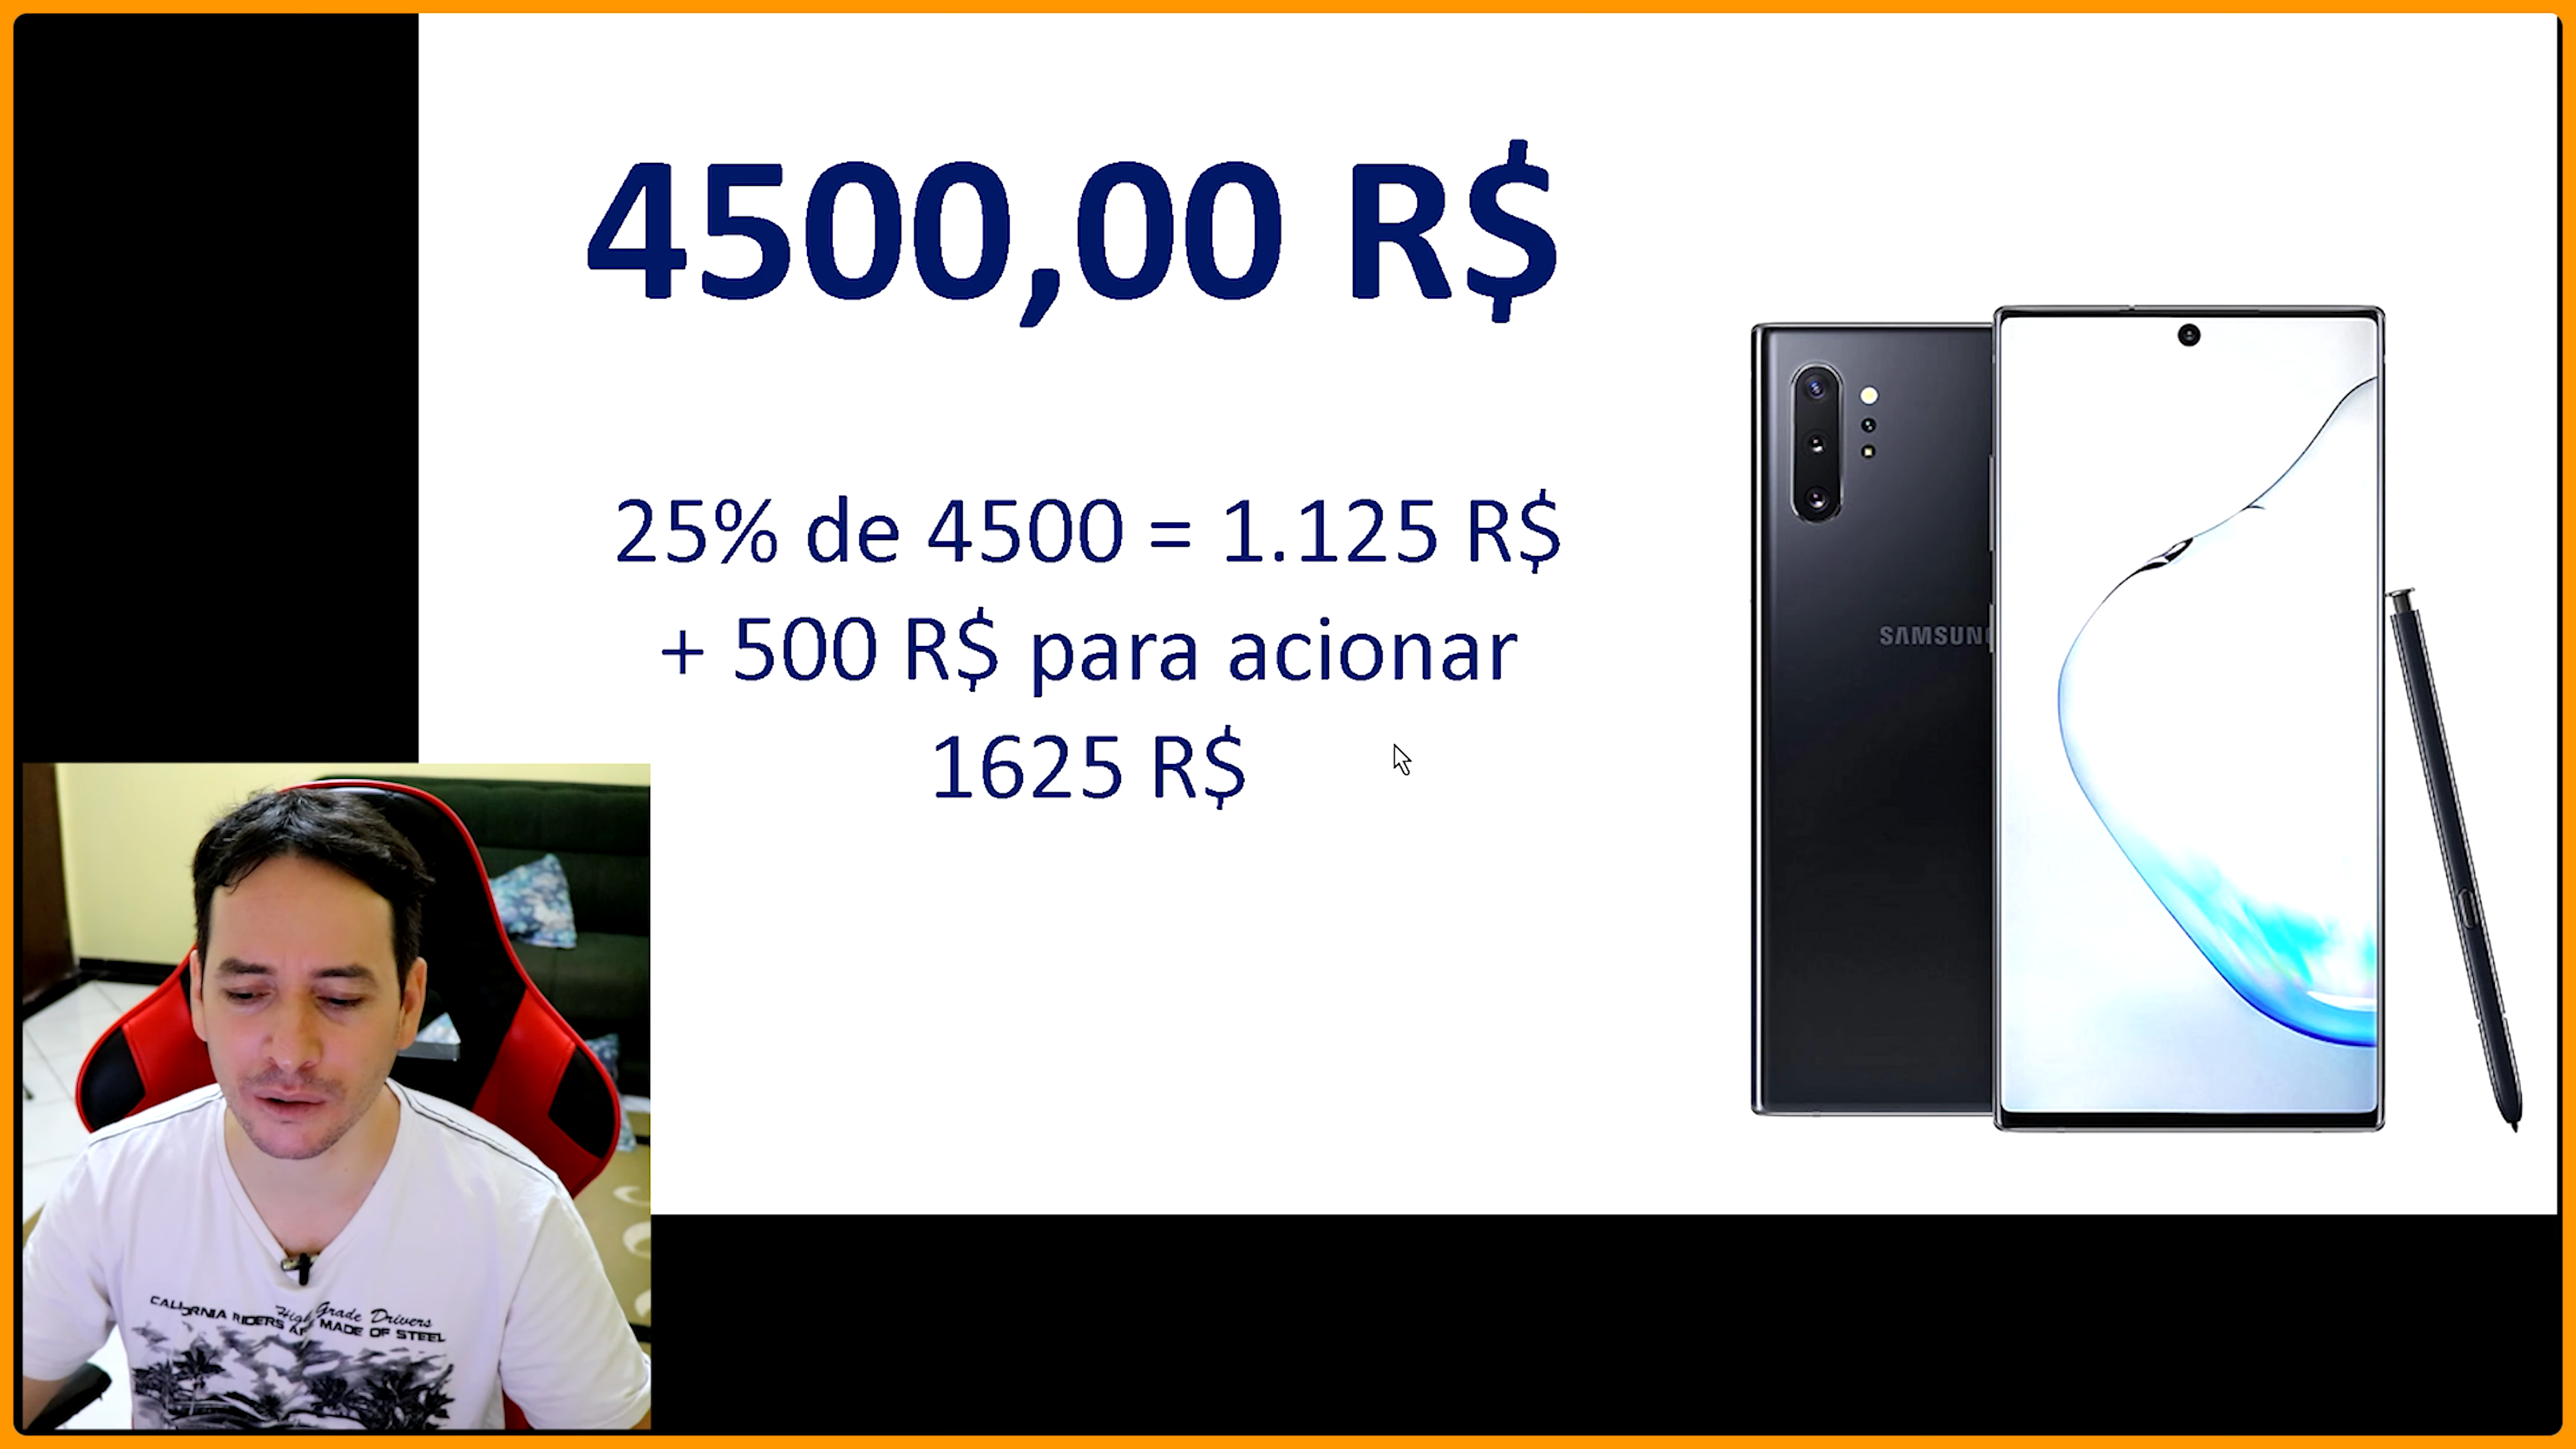 4500,00 R$
25% de 4500 = 1.125 R$
+ 500 R$ para acionar
1625 R$
SAMSUN
High Grade Drivers
CALIFORNIA RIDERS
MADE OF STEEL